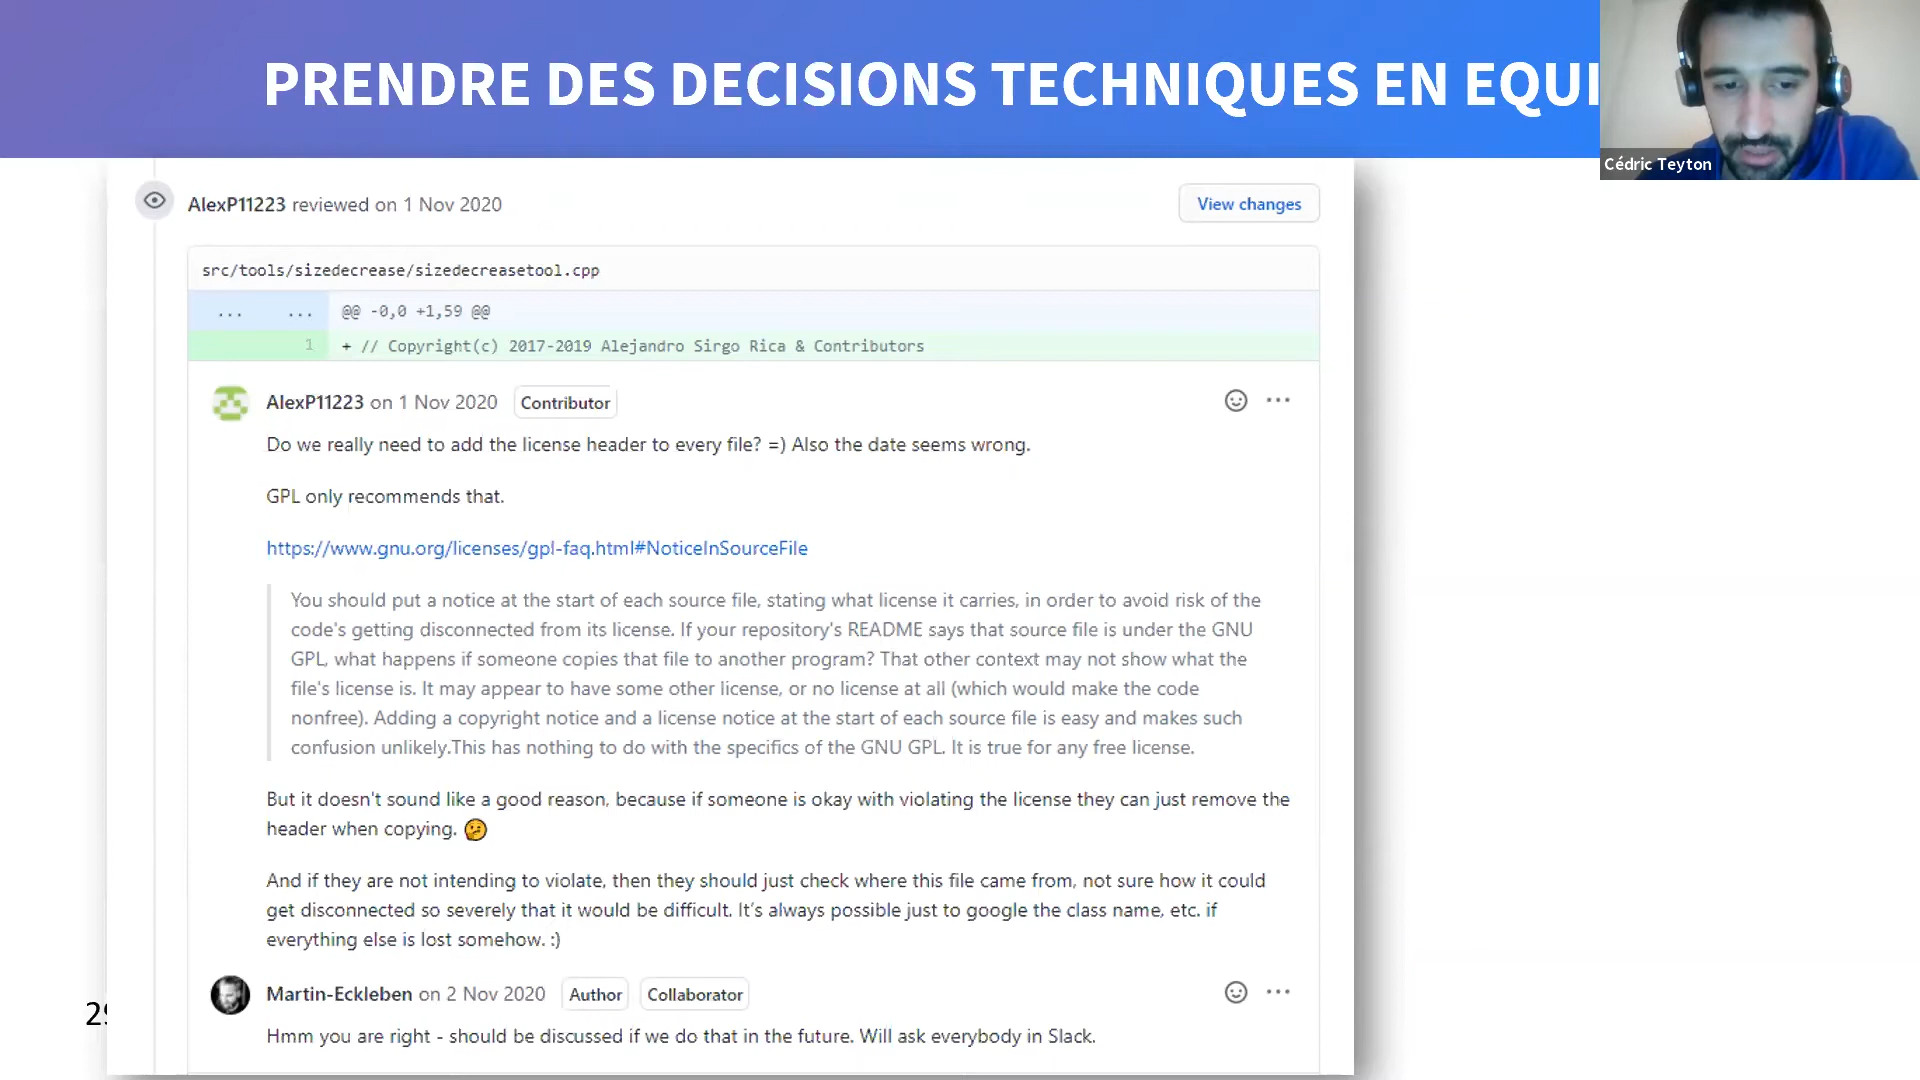 PRENDRE DES DECISIONS TECHNIQUES EN EQUI
Cédric Teyton
AlexP11223 reviewed on 1 Nov 2020
View changes
src/tools/sizedecrease/sizedecreasetool.cpp
... ... @@ -0,0 +1,59 @@
1 + // Copyright(c) 2017-2019 Alejandro Sirgo Rica & Contributors
AlexP11223 on 1 Nov 2020 Contributor
Do we really need to add the license header to every file? =) Also the date seems wrong.
GPL only recommends that.
https://www.gnu.org/licenses/gpl-faq.html#NoticeInSourceFile
You should put a notice at the start of each source file, stating what license it carries, in order to avoid risk of the
code's getting disconnected from its license. If your repository's README says that source file is under the GNU
GPL, what happens if someone copies that file to another program? That other context may not show what the
file's license is. It may appear to have some other license, or no license at all (which would make the code
nonfree). Adding a copyright notice and a license notice at the start of each source file is easy and makes such
confusion unlikely.This has nothing to do with the specifics of the GNU GPL. It is true for any free license.
But it doesn't sound like a good reason, because if someone is okay with violating the license they can just remove the
header when copying. 🤔
And if they are not intending to violate, then they should just check where this file came from, not sure how it could
get disconnected so severely that it would be difficult. It's always possible just to google the class name, etc. if
everything else is lost somehow. :)
Martin-Eckleben on 2 Nov 2020 Author Collaborator
Hmm you are right - should be discussed if we do that in the future. Will ask everybody in Slack.